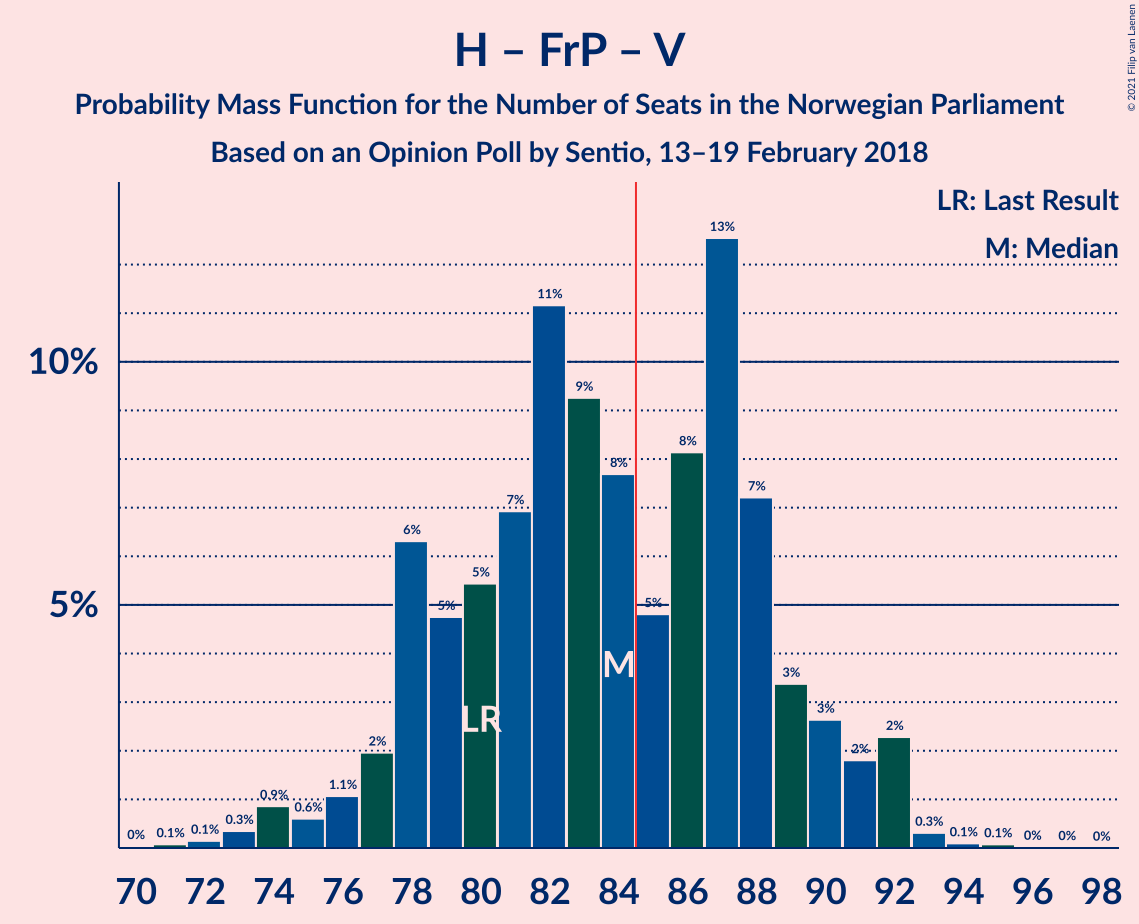 © 2021 Filip van Laenen
H – FrP – V
Probability Mass Function for the Number of Seats in the Norwegian Parliament
Based on an Opinion Poll by Sentio, 13–19 February 2018
LR: Last Result
M: Median
10%
5%
0% 0.1% 0.1% 0.3% 0.9% 0.6% 1.1% 2% 6% 5% 5% 7% 11% 9% 8% 5% 8% 13% 7% 3% 3% 2% 2% 0.3% 0.1% 0.1% 0% 0% 0%
LR
M
70 72 74 76 78 80 82 84 86 88 90 92 94 96 98